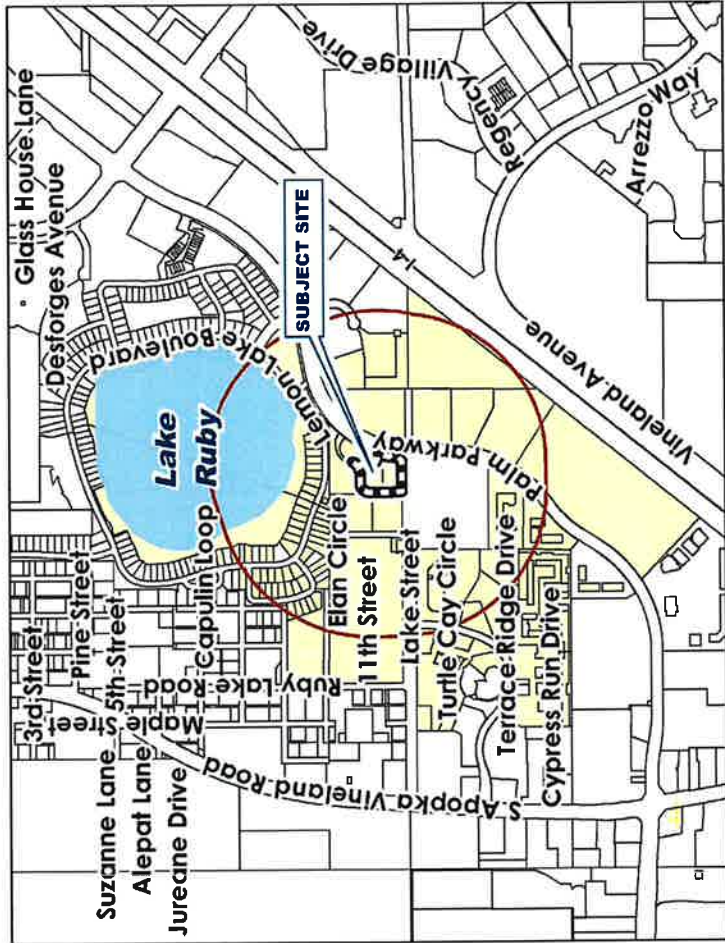 Glass House Lane
Desforges Avenue
Lemon Lake Boulevard
Lake
Ruby
SUBJECT SITE
3rd Street
Pine Street
5th Street
Capulin Loop
Elan Circle
11th Street
Lake Street
Turtle Cay Circle
Terrace Ridge Drive
Cypress Run Drive
Suzanne Lane
Alepat Lane
Jureane Drive
Maple Street
Ruby Lake Road
S. Apopka Vineland Road
Palm Parkway
I-4
Vineland Avenue
Regency Village Drive
Arrezzo Way